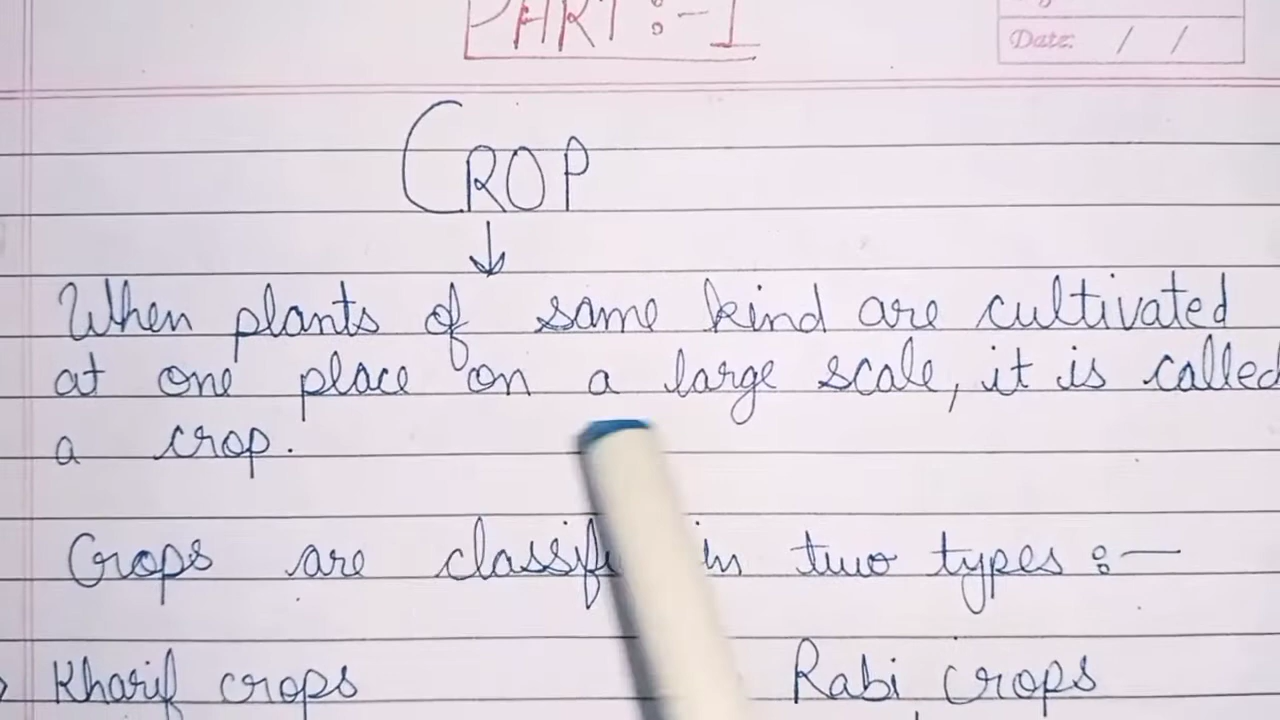 PART :- I
Date: / /
CROP
↓
When plants of same kind are cultivated
at one place on a large scale, it is called
a crop.
Crops are in two types :-
Kharif crops Rabi crops